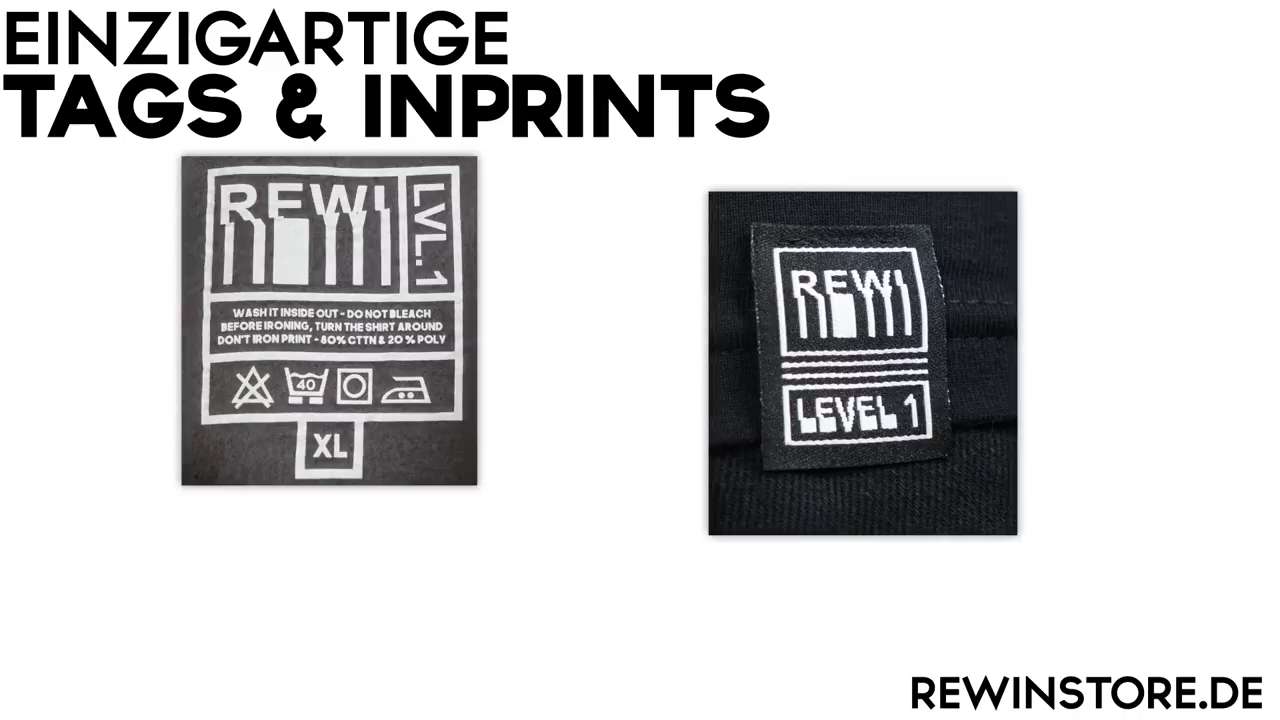 EINZIGARTIGE
TAGS & INPRINTS
REWI
LVL.1
WASH IT INSIDE OUT - DO NOT BLEACH
BEFORE IRONING, TURN THE SHIRT AROUND
DON'T IRON PRINT - 80% CTTN & 20 % POLY
40
XL
REWI
LEVEL 1
REWINSTORE.DE